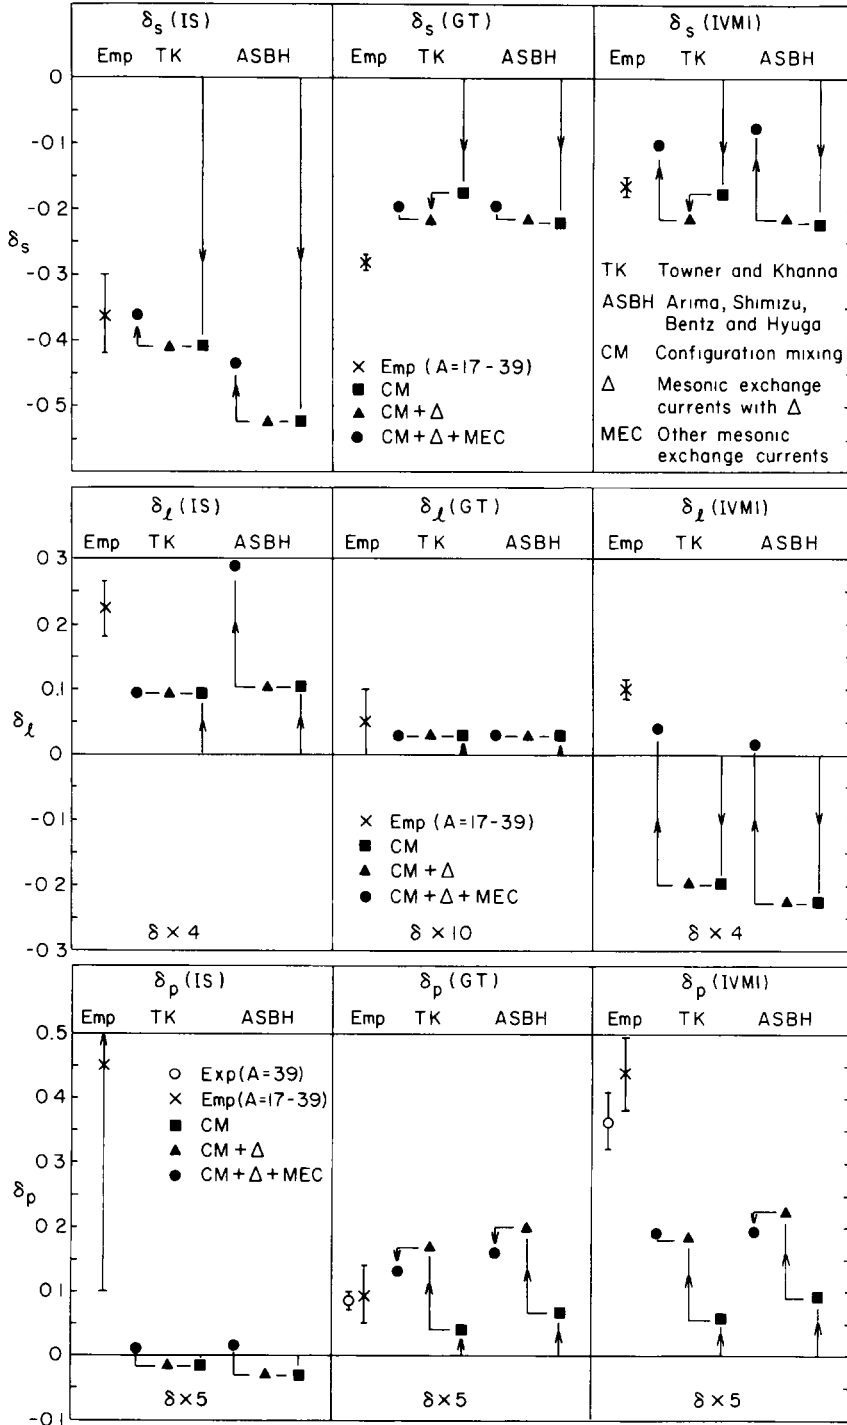 δs (IS) δs (GT) δs (IVMI)
Emp TK ASBH Emp TK ASBH Emp TK ASBH
0
-0.1
-0.2
δs
-0.3
-0.4
-0.5
× Emp (A=17-39)
■ CM
▲ CM + Δ
● CM + Δ + MEC
TK Towner and Khanna
ASBH Arima, Shimizu,
Bentz and Hyuga
CM Configuration mixing
Δ Mesonic exchange
currents with Δ
MEC Other mesonic
exchange currents
δℓ (IS) δℓ (GT) δℓ (IVMI)
Emp TK ASBH Emp TK ASBH Emp TK ASBH
0.3
0.2
0.1
δℓ
0
-0.1
-0.2
-0.3
× Emp (A=17-39)
■ CM
▲ CM + Δ
● CM + Δ + MEC
δ × 4 δ × 10 δ × 4
δp (IS) δp (GT) δp (IVMI)
Emp TK ASBH Emp TK ASBH Emp TK ASBH
0.5
0.4
0.3
δp
0.2
0.1
0
-0.1
○ Exp (A=39)
× Emp (A=17-39)
■ CM
▲ CM + Δ
● CM + Δ + MEC
δ × 5 δ × 5 δ × 5